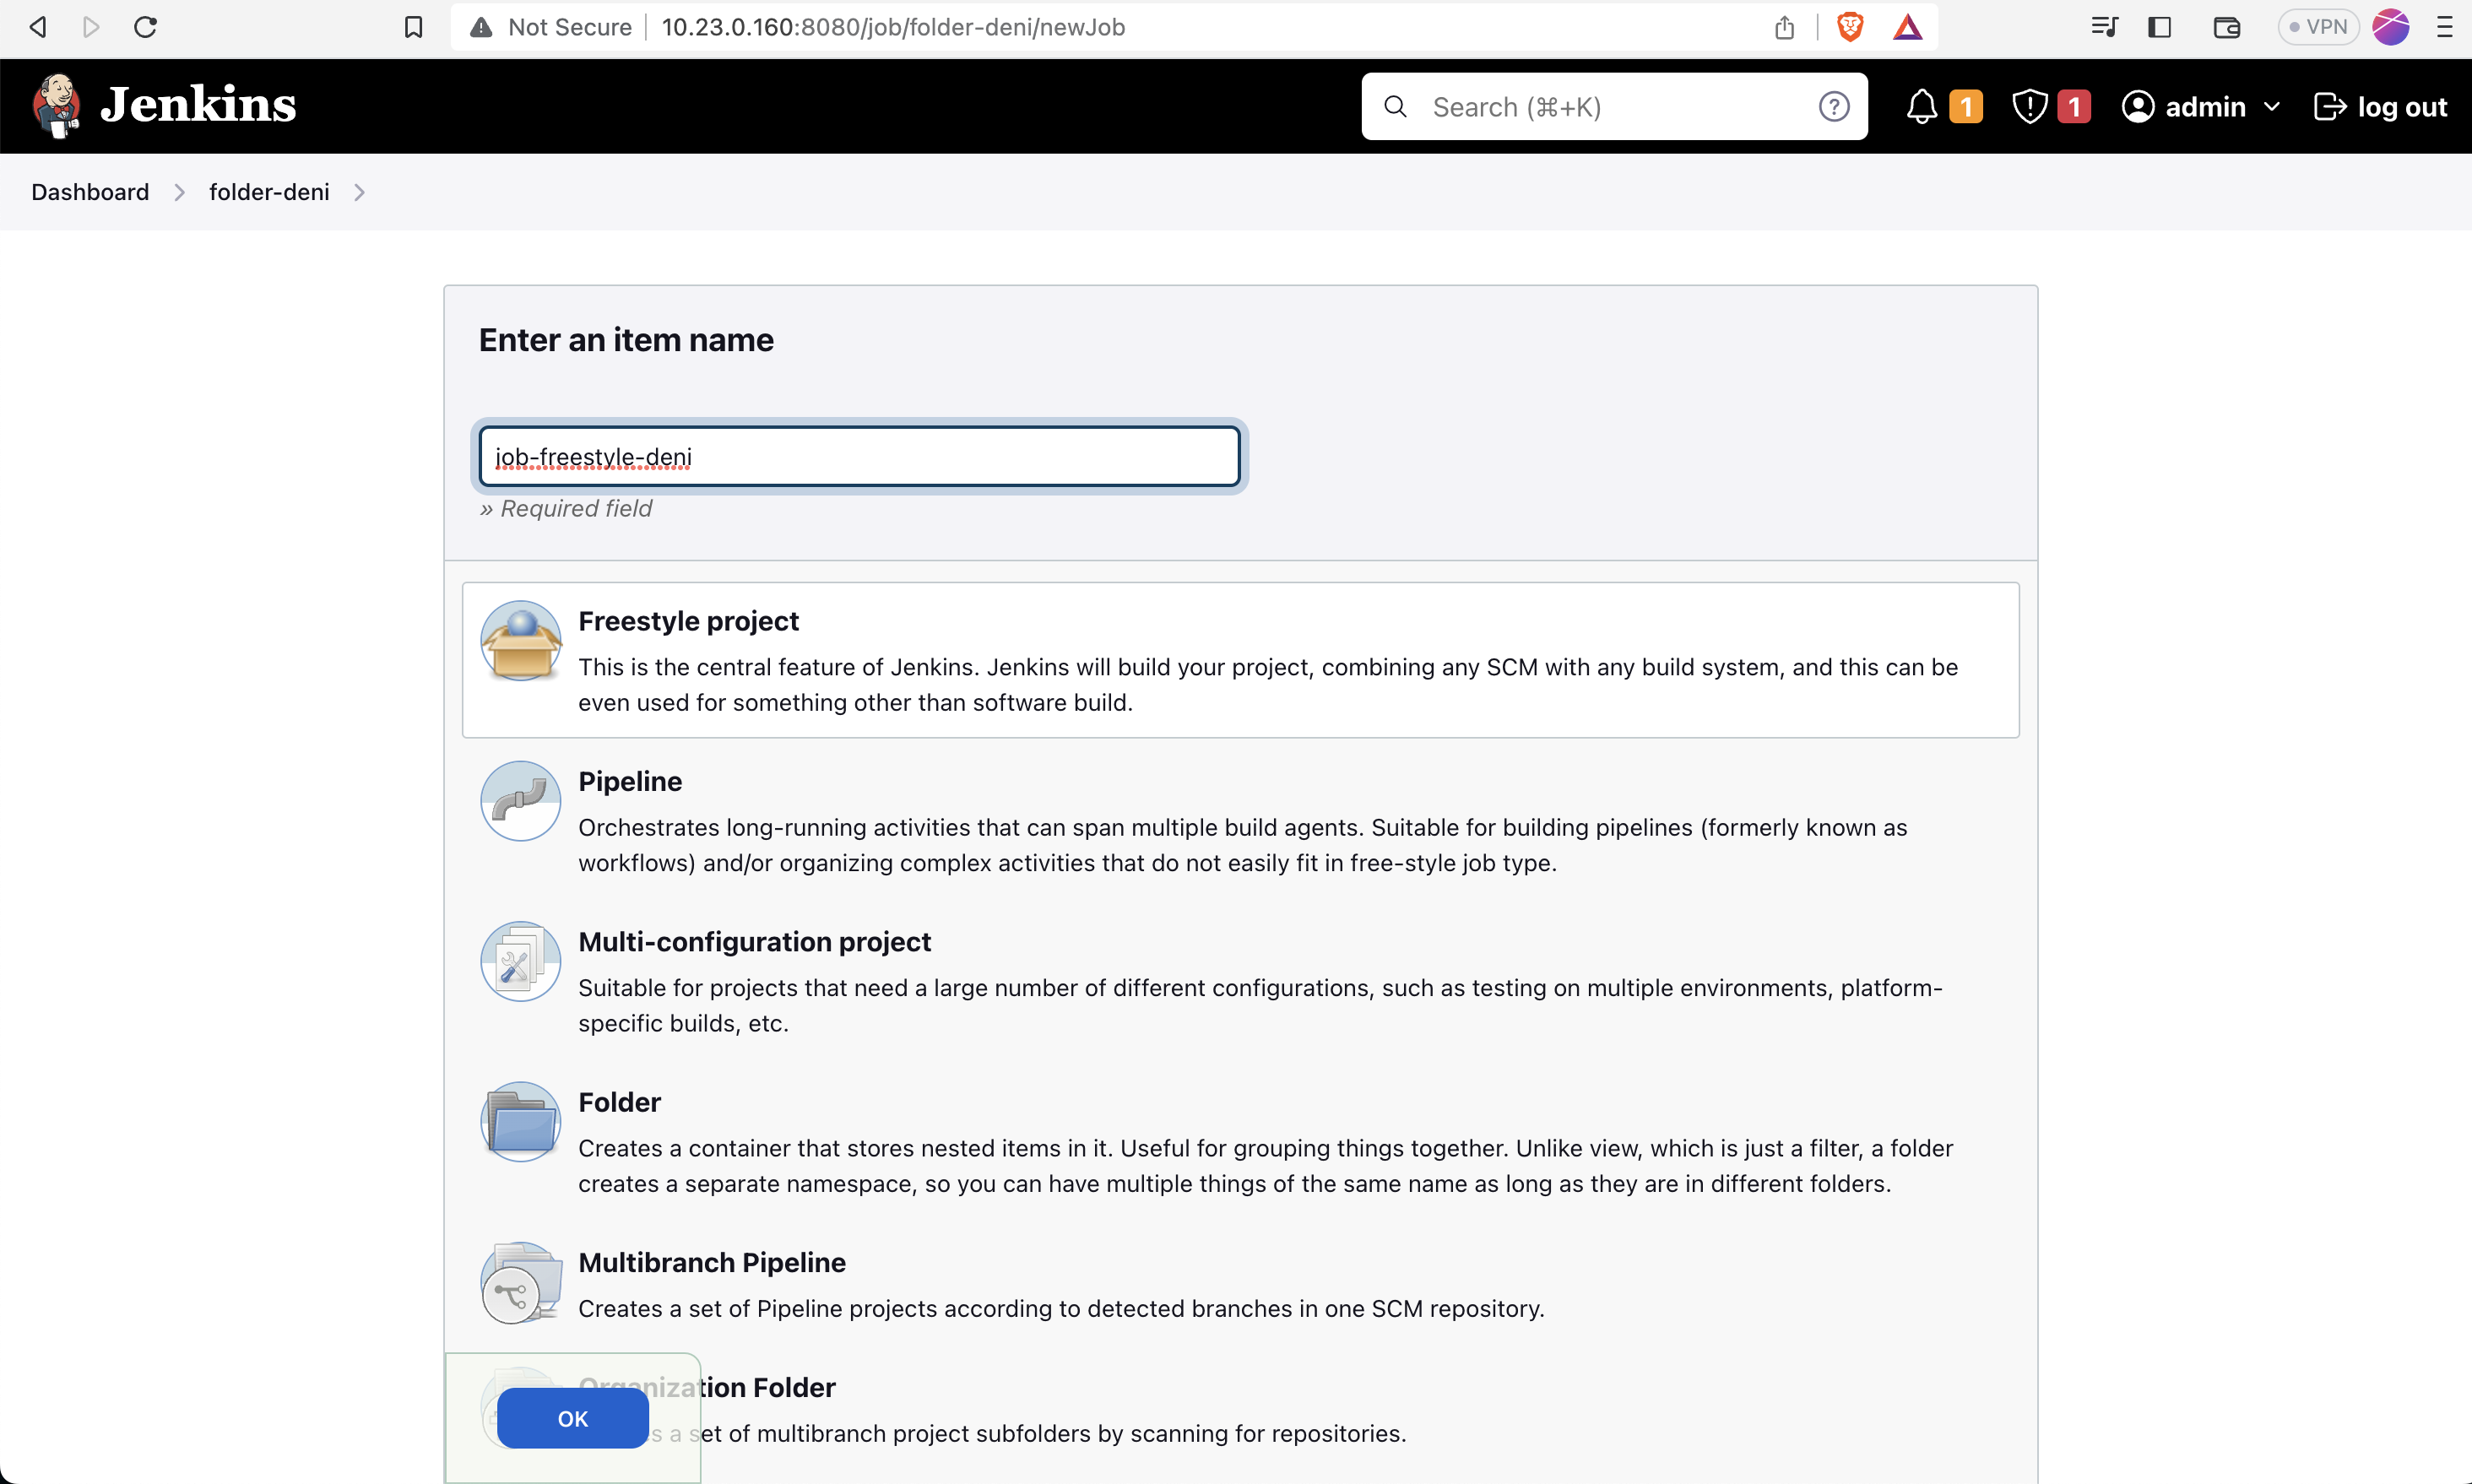 Not Secure 10.23.0.160:8080/job/folder-deni/newJob VPN
Jenkins Search (⌘+K) 1 1 admin log out
Dashboard folder-deni
Enter an item name
job-freestyle-deni
» Required field
Freestyle project
This is the central feature of Jenkins. Jenkins will build your project, combining any SCM with any build system, and this can be
even used for something other than software build.
Pipeline
Orchestrates long-running activities that can span multiple build agents. Suitable for building pipelines (formerly known as
workflows) and/or organizing complex activities that do not easily fit in free-style job type.
Multi-configuration project
Suitable for projects that need a large number of different configurations, such as testing on multiple environments, platform-
specific builds, etc.
Folder
Creates a container that stores nested items in it. Useful for grouping things together. Unlike view, which is just a filter, a folder
creates a separate namespace, so you can have multiple things of the same name as long as they are in different folders.
Multibranch Pipeline
Creates a set of Pipeline projects according to detected branches in one SCM repository.
Organization Folder
OK
a set of multibranch project subfolders by scanning for repositories.